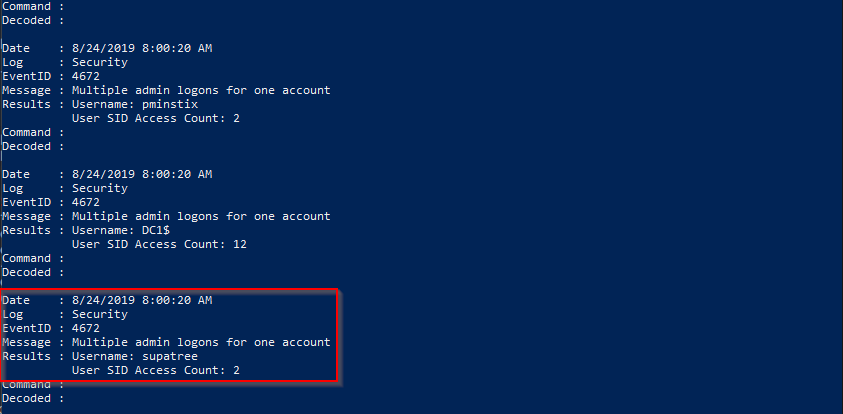 Command :
Decoded :
Date    : 8/24/2019 8:00:20 AM
Log     : Security
EventID : 4672
Message : Multiple admin logons for one account
Results : Username: pminstix
          User SID Access Count: 2
Command :
Decoded :
Date    : 8/24/2019 8:00:20 AM
Log     : Security
EventID : 4672
Message : Multiple admin logons for one account
Results : Username: DC1$
          User SID Access Count: 12
Command :
Decoded :
Date    : 8/24/2019 8:00:20 AM
Log     : Security
EventID : 4672
Message : Multiple admin logons for one account
Results : Username: supatree
          User SID Access Count: 2
Command :
Decoded :